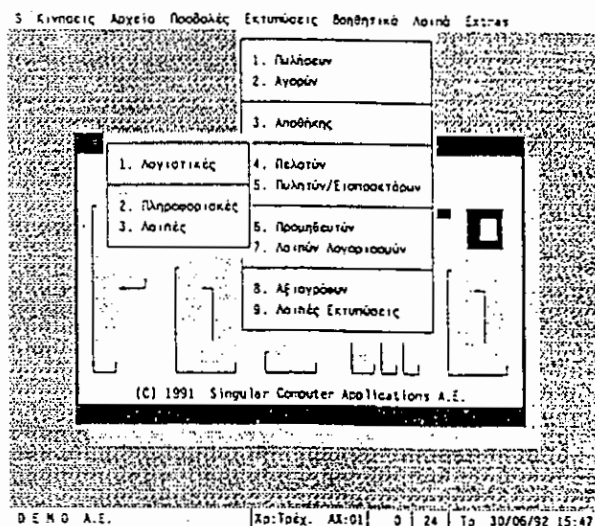 S Κινησεις Αρχεία Προβολές Εκτυπώσεις Βοηθητικά Λοιπά Extras
1. Πωλήσεων
2. Αγορών
3. Αποθήκης
4. Πελατών
5. Πωλητών/Εισπρακτόρων
6. Προμηθευτών
7. Λοιπών Λογαριασμών
8. Αξιογράφων
9. Λοιπές Εκτυπώσεις
1. Λογιστικές
2. Πληροφοριακές
3. Λοιπές
(C) 1991 Singular Computer Applications A.E.
D E M O A.E. Χρ:Τρέχ. ΑΧ:01 0 24 Τρ 30/06/92 15:47